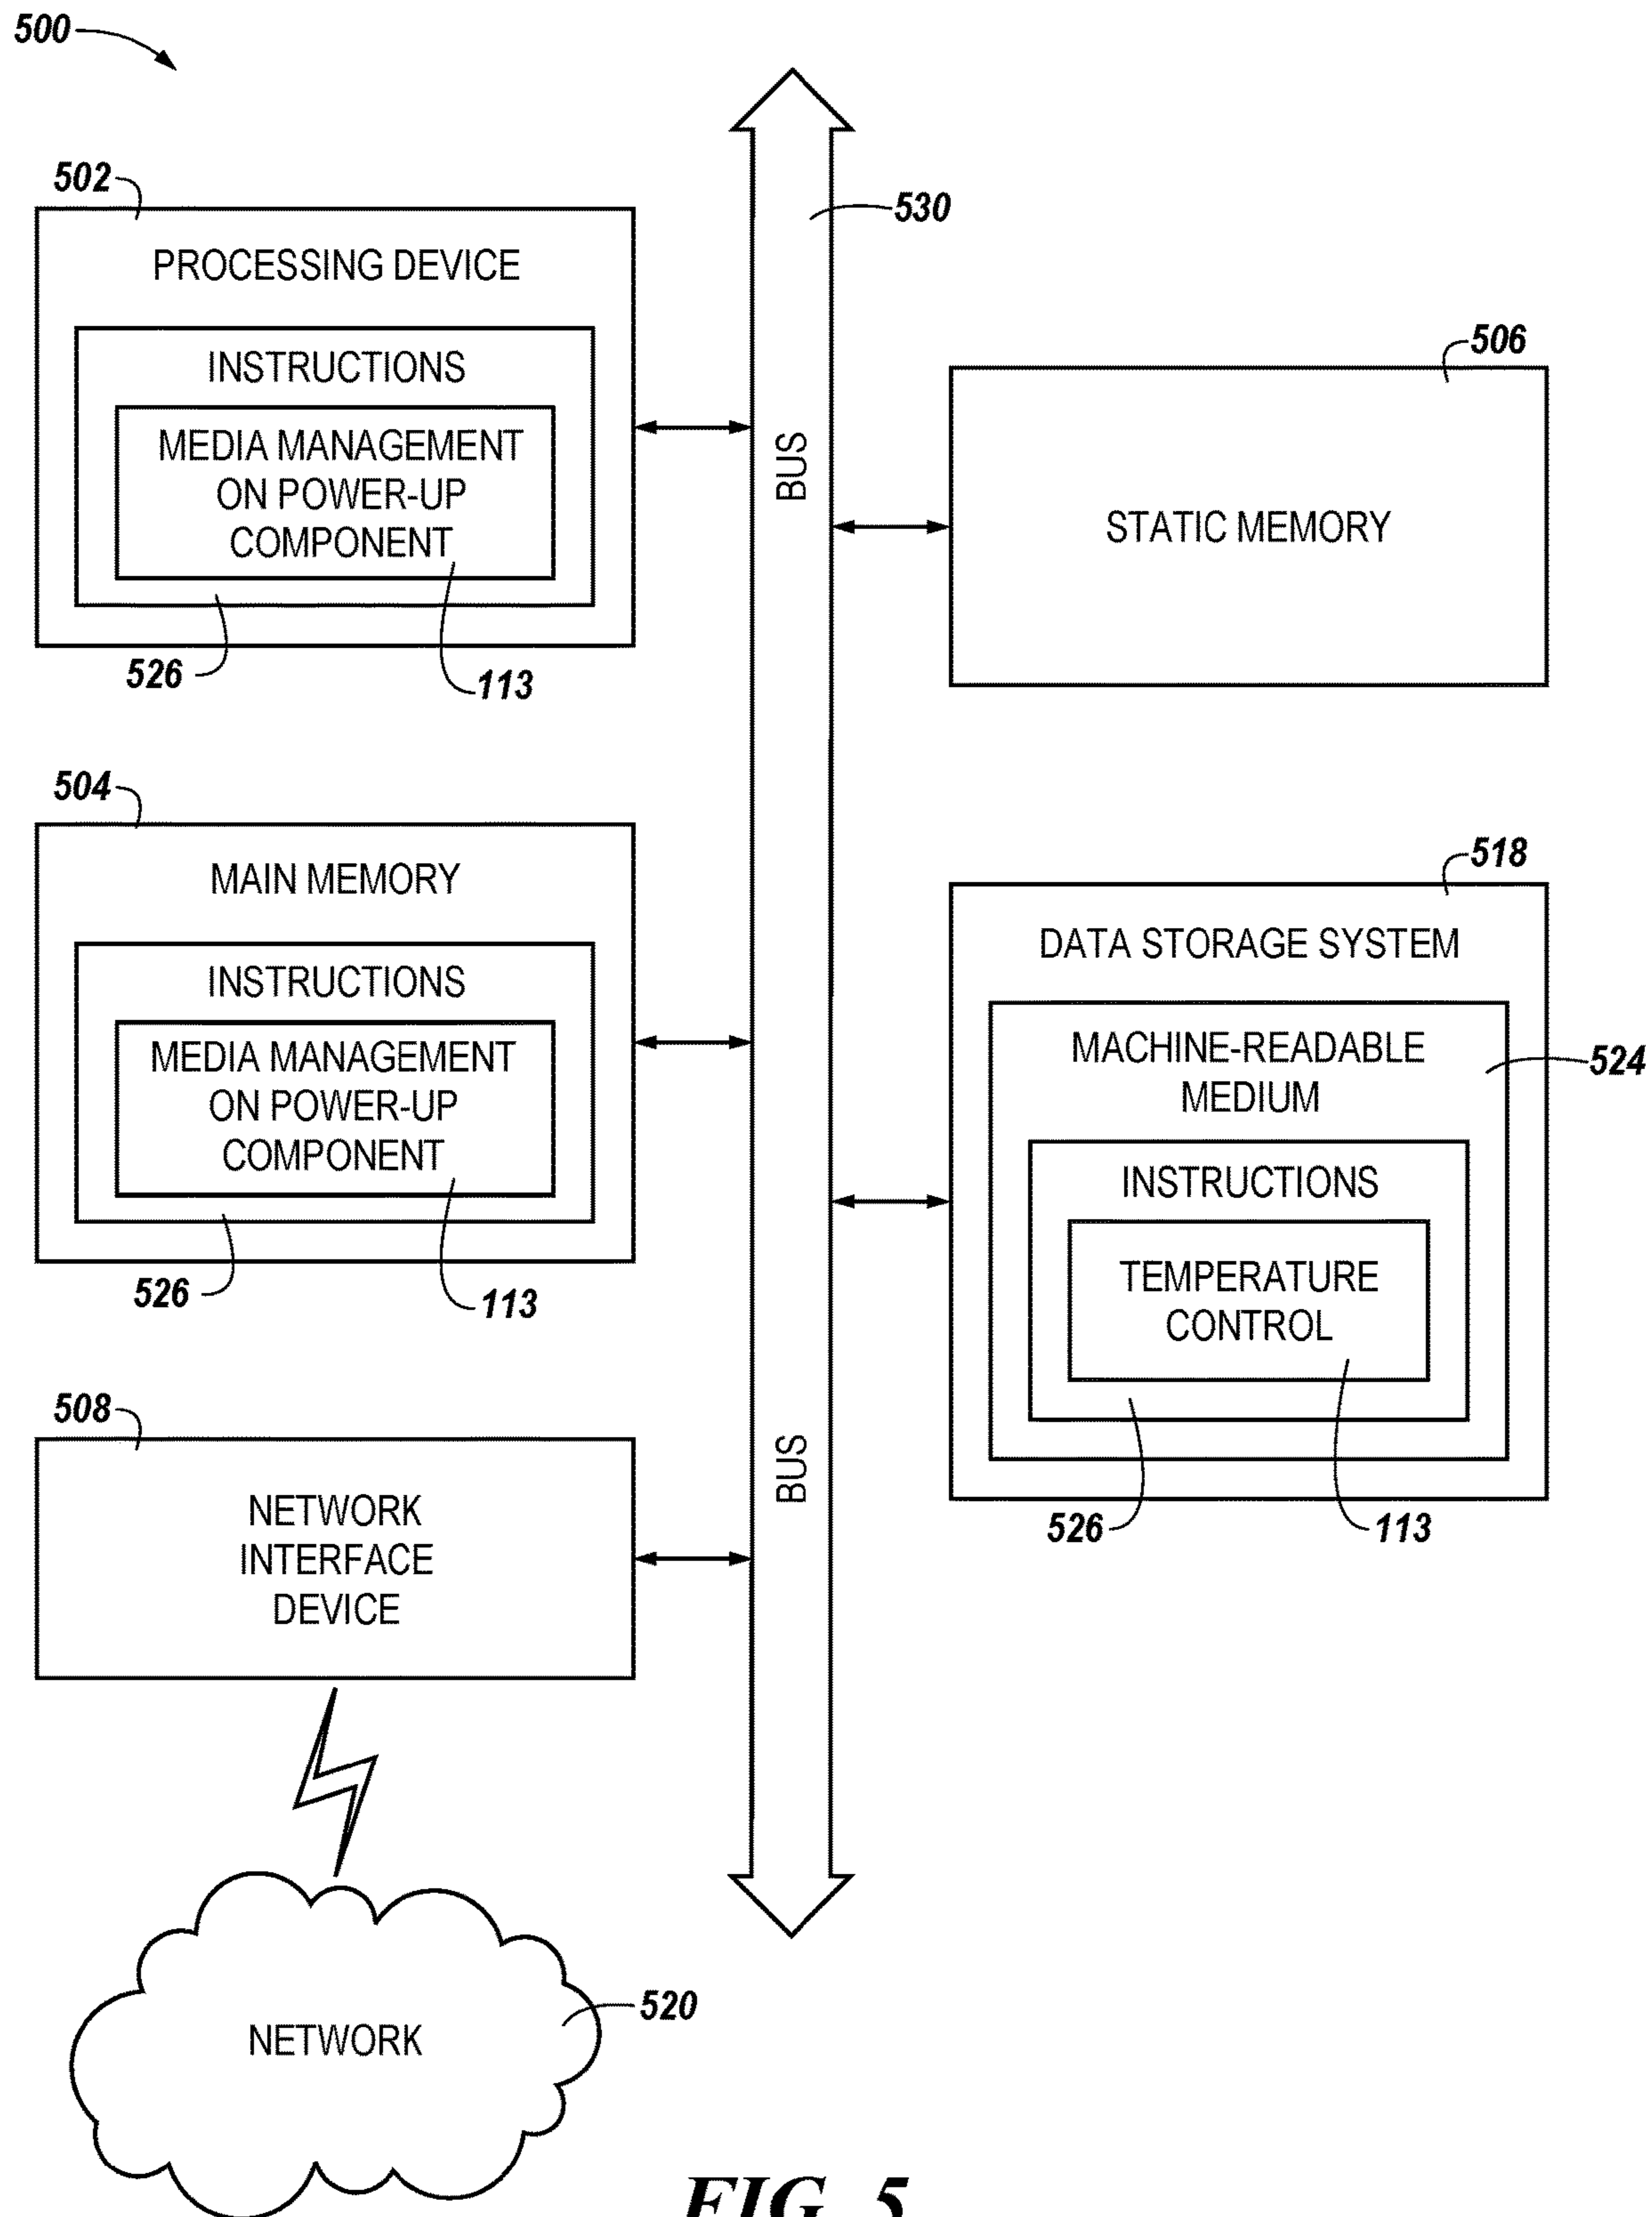 500
502
PROCESSING DEVICE
INSTRUCTIONS
MEDIA MANAGEMENT
ON POWER-UP
COMPONENT
526
113
504
MAIN MEMORY
INSTRUCTIONS
MEDIA MANAGEMENT
ON POWER-UP
COMPONENT
526
113
508
NETWORK
INTERFACE
DEVICE
NETWORK
520
530
BUS
BUS
506
STATIC MEMORY
518
DATA STORAGE SYSTEM
MACHINE-READABLE
MEDIUM
524
INSTRUCTIONS
TEMPERATURE
CONTROL
526
113
FIG. 5